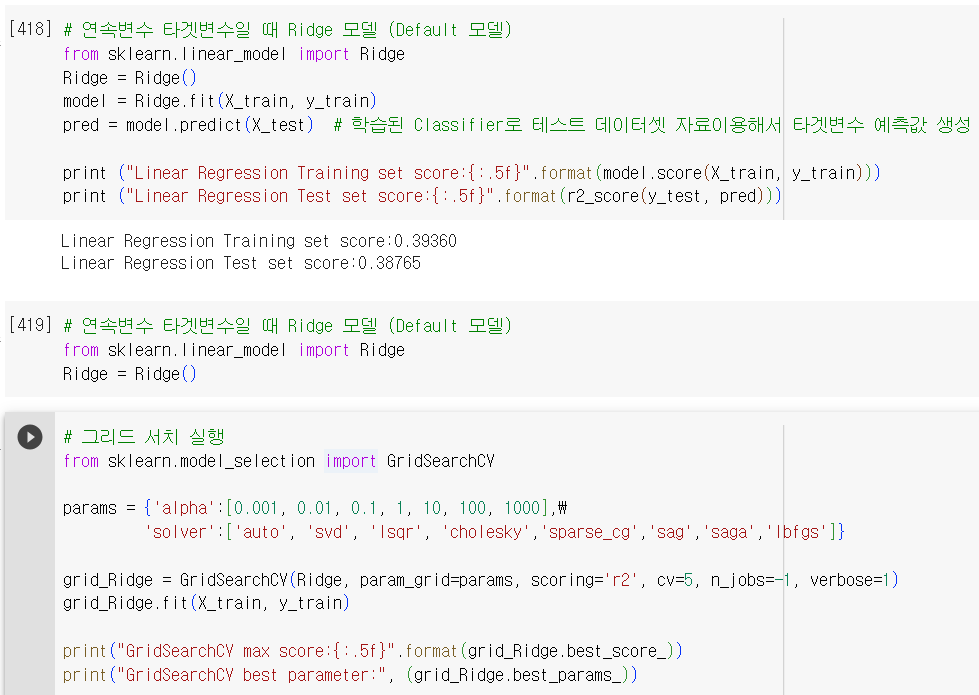 [418] # 연속변수 타겟변수일 때 Ridge 모델 (Default 모델)
from sklearn.linear_model import Ridge
Ridge = Ridge()
model = Ridge.fit(X_train, y_train)
pred = model.predict(X_test)  # 학습된 Classifier로 테스트 데이터셋 자료이용해서 타겟변수 예측값 생성
print ("Linear Regression Training set score:{:.5f}".format(model.score(X_train, y_train)))
print ("Linear Regression Test set score:{:.5f}".format(r2_score(y_test, pred)))
Linear Regression Training set score:0.39360
Linear Regression Test set score:0.38765
[419] # 연속변수 타겟변수일 때 Ridge 모델 (Default 모델)
from sklearn.linear_model import Ridge
Ridge = Ridge()
# 그리드 서치 실행
from sklearn.model_selection import GridSearchCV
params = {'alpha':[0.001, 0.01, 0.1, 1, 10, 100, 1000],₩
'solver':['auto', 'svd', 'lsqr', 'cholesky','sparse_cg','sag','saga','lbfgs']}
grid_Ridge = GridSearchCV(Ridge, param_grid=params, scoring='r2', cv=5, n_jobs=-1, verbose=1)
grid_Ridge.fit(X_train, y_train)
print("GridSearchCV max score:{:.5f}".format(grid_Ridge.best_score_))
print("GridSearchCV best parameter:", (grid_Ridge.best_params_))